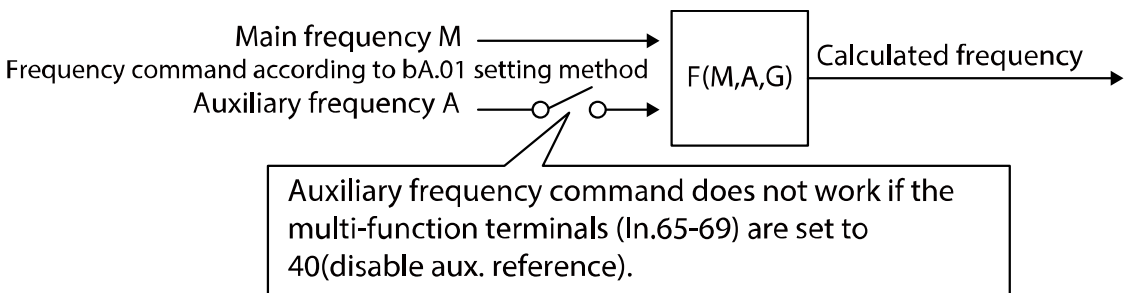 Main frequency M
Frequency command according to bA.01 setting method
Auxiliary frequency A
F(M,A,G)
Calculated frequency
Auxiliary frequency command does not work if the
multi-function terminals (In.65-69) are set to
40(disable aux. reference).